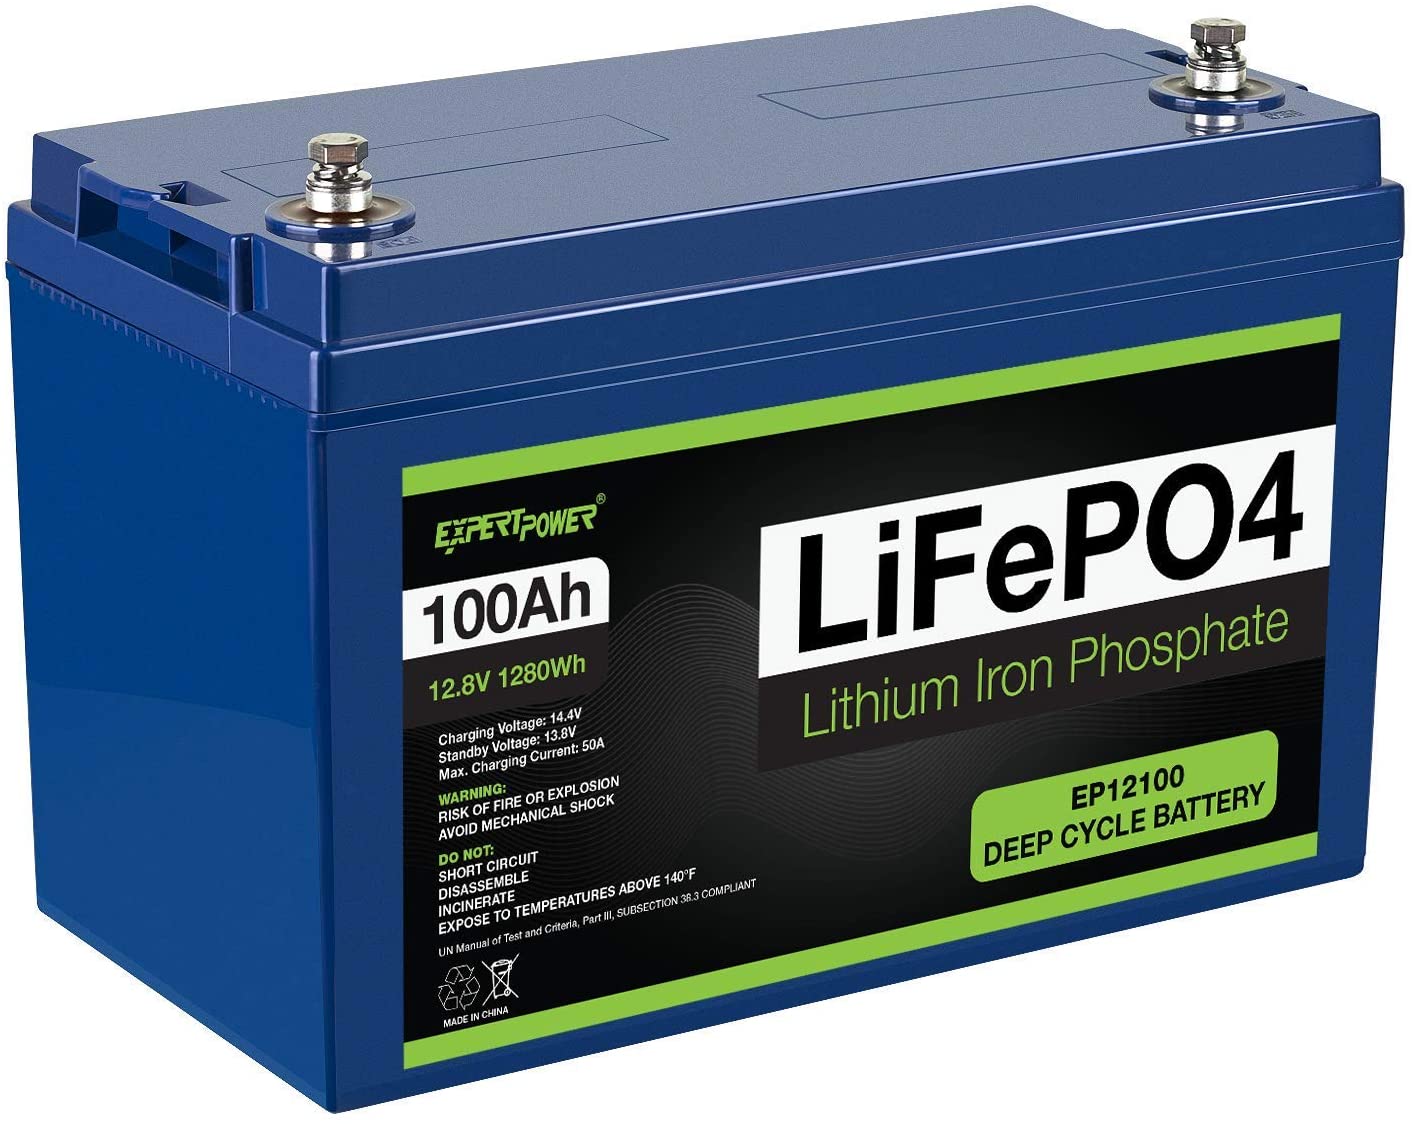 EXPERTPOWER®
100Ah
12.8V 1280Wh
Charging Voltage: 14.4V
Standby Voltage: 13.8V
Max. Charging Current: 50A
WARNING:
RISK OF FIRE OR EXPLOSION
AVOID MECHANICAL SHOCK
DO NOT:
SHORT CIRCUIT
DISASSEMBLE
INCINERATE
EXPOSE TO TEMPERATURES ABOVE 140°F
UN Manual of Test and Criteria, Part III, SUBSECTION 38.3 COMPLIANT
MADE IN CHINA
LiFePO4
Lithium Iron Phosphate
EP12100
DEEP CYCLE BATTERY